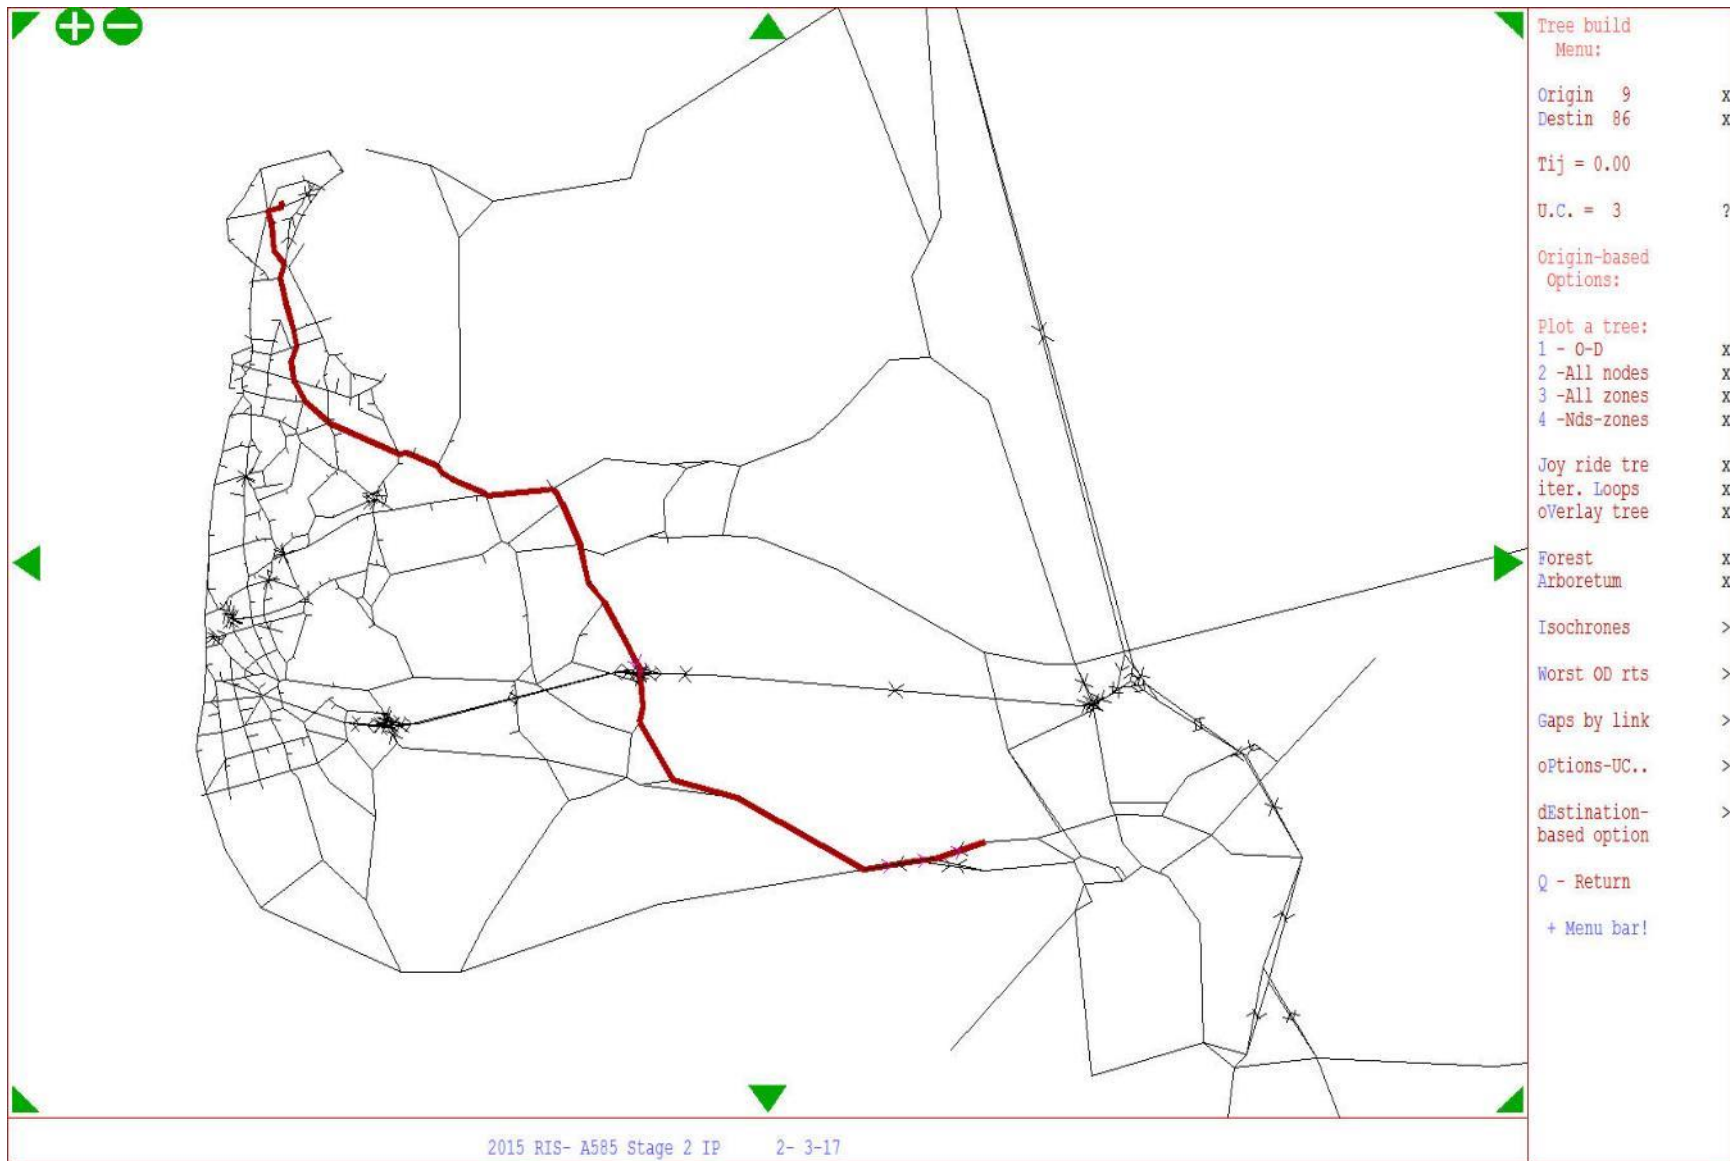 Tree build
Menu:
Origin 9 x
Destin 86 x
Tij = 0.00
U.C. = 3 ?
Origin-based
Options:
Plot a tree:
1 - O-D x
2 -All nodes x
3 -All zones x
4 -Nds-zones x
Joy ride tre x
iter. Loops x
oVerlay tree x
Forest x
Arboretum x
Isochrones >
Worst OD rts >
Gaps by link >
oPtions-UC.. >
dEstination- >
based option
Q - Return
+ Menu bar!
2015 RIS- A585 Stage 2 IP 2- 3-17